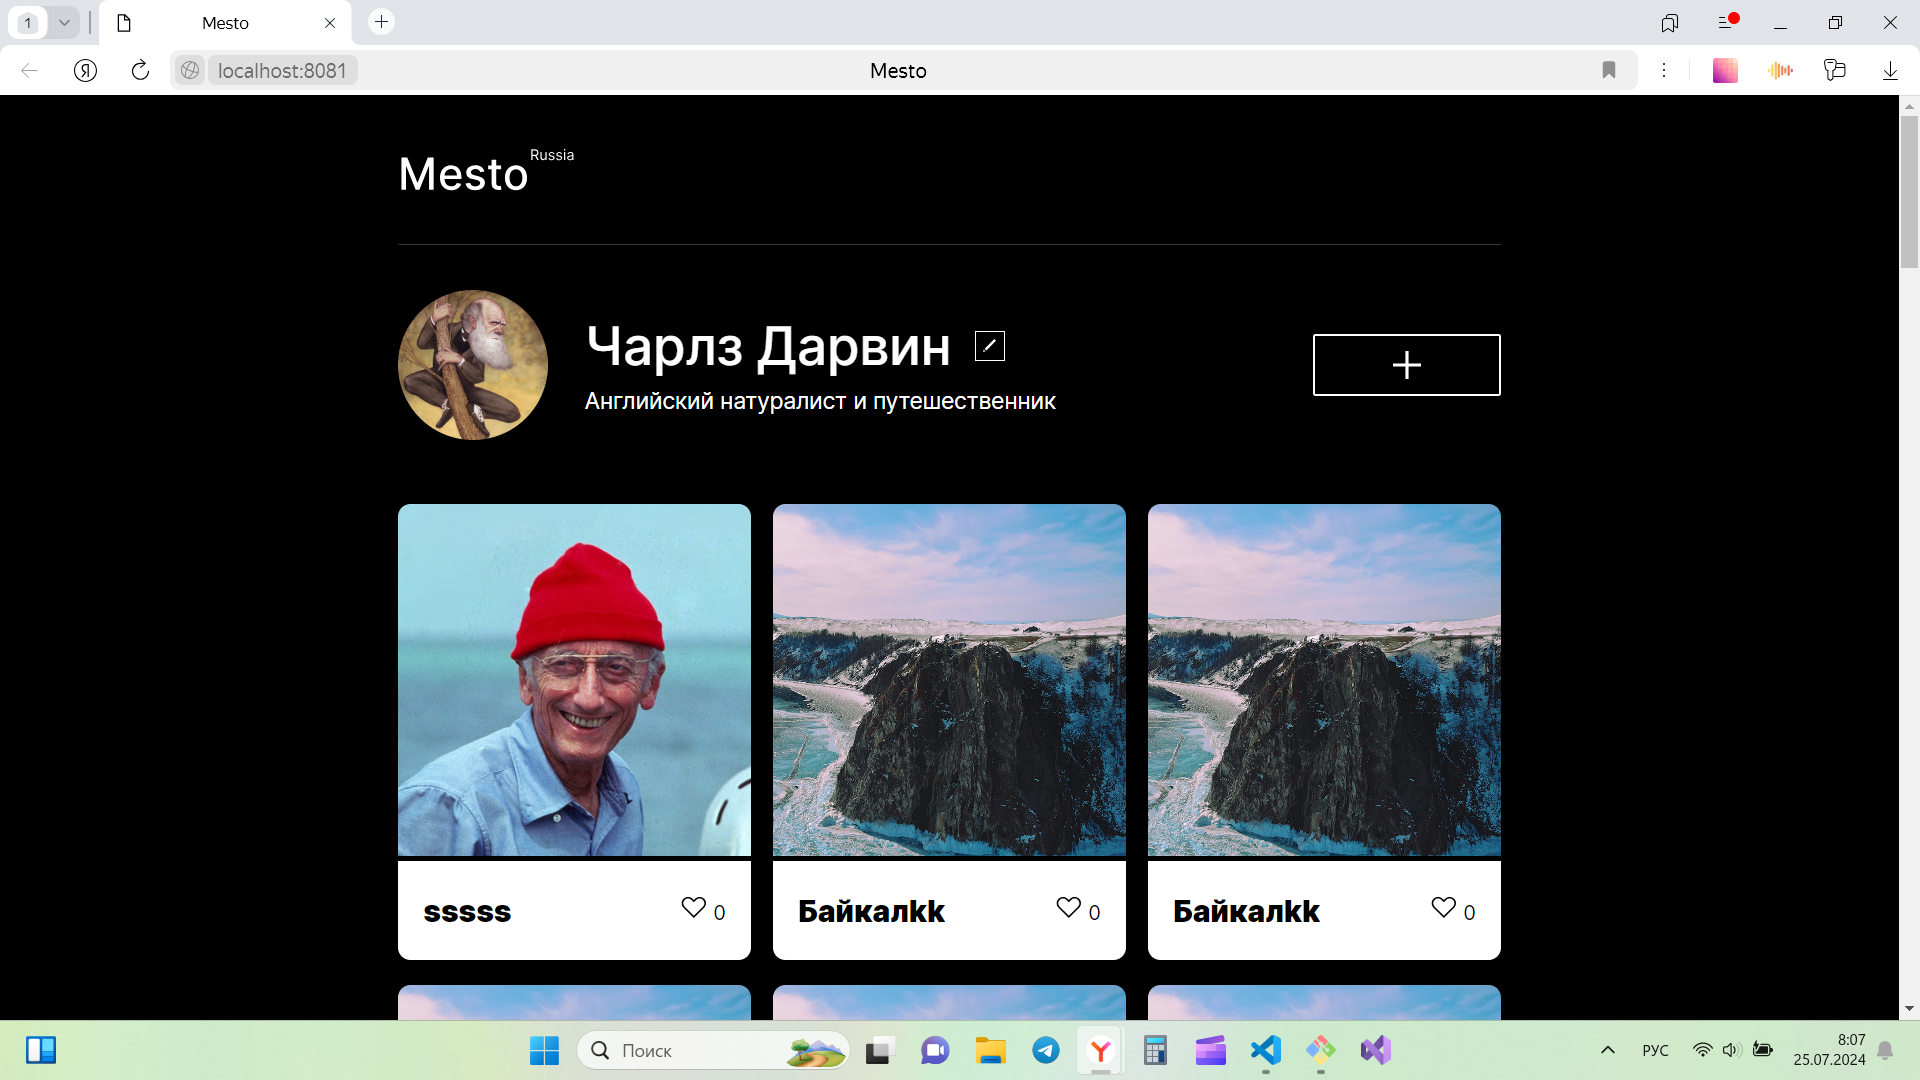 1
Mesto
localhost:8081
Mesto
Mesto Russia
Чарлз Дарвин
Английский натуралист и путешественник
sssss
0
Байкалkk
0
Байкалkk
0
Поиск
РУС
8:07
25.07.2024